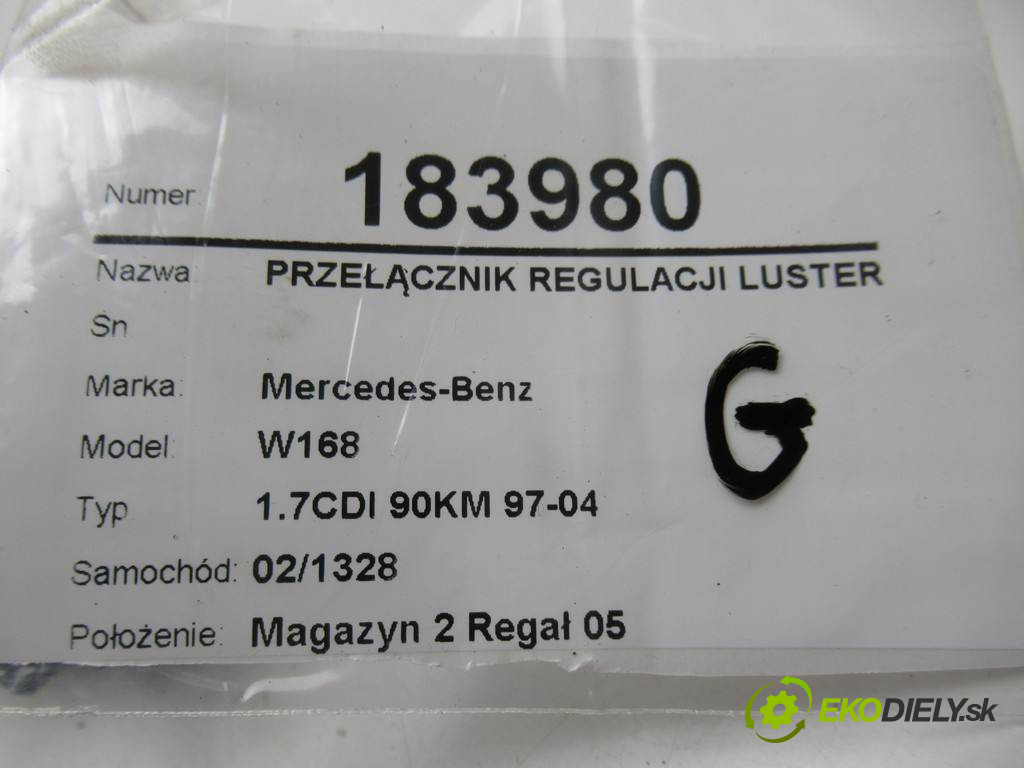 Numer: 183980
Nazwa: PRZEŁĄCZNIK REGULACJI LUSTER
Sn
Marka: Mercedes-Benz
Model: W168
Typ 1.7CDI 90KM 97-04
Samochód: 02/1328
Położenie: Magazyn 2 Regał 05
G
EKODIELY.sk